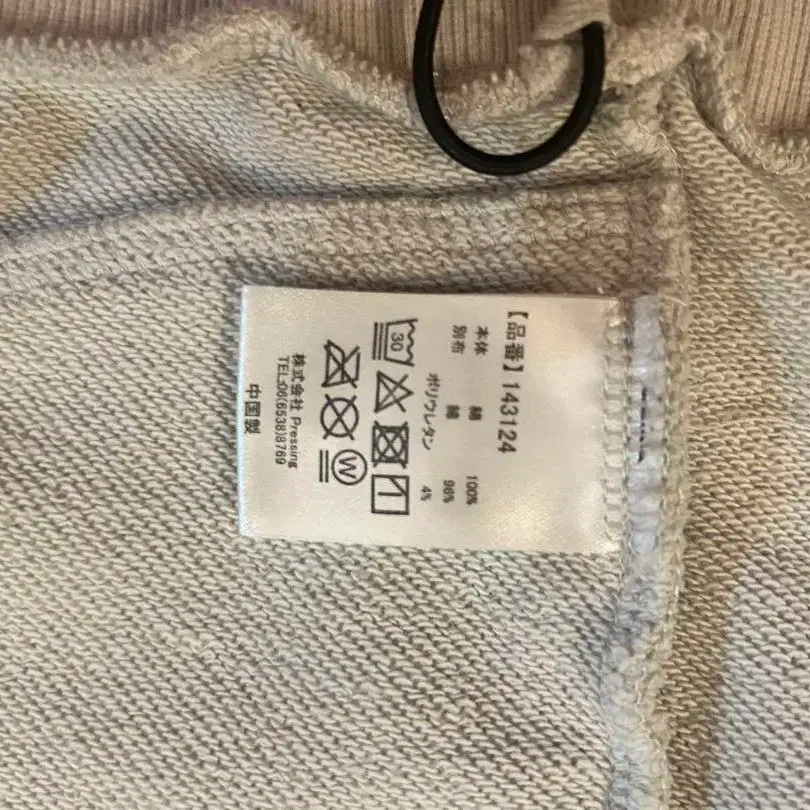 【品番】143124
本体 綿 100%
別布 綿 96%
ポリウレタン 4%
30
W
株式会社 Pressing
TEL:06(6538)8769
中国製